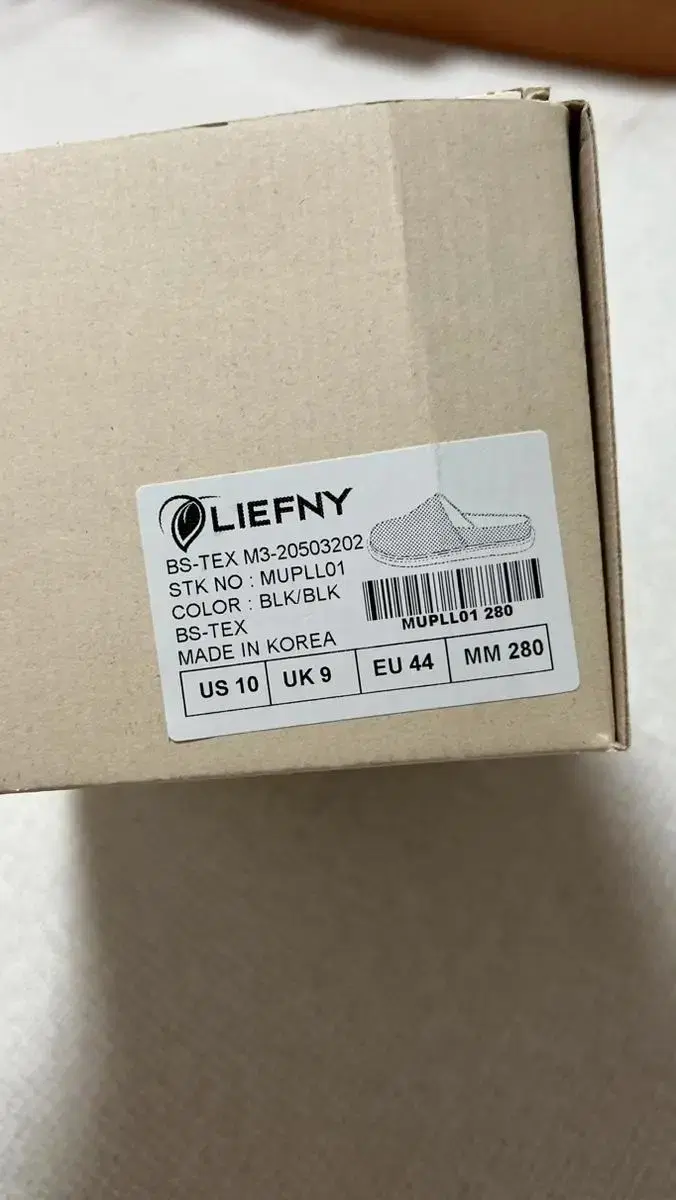 LIEFNY
BS-TEX M3-20503202
STK NO : MUPLL01
COLOR : BLK/BLK
BS-TEX
MADE IN KOREA
MUPLL01 280
US 10 UK 9 EU 44 MM 280